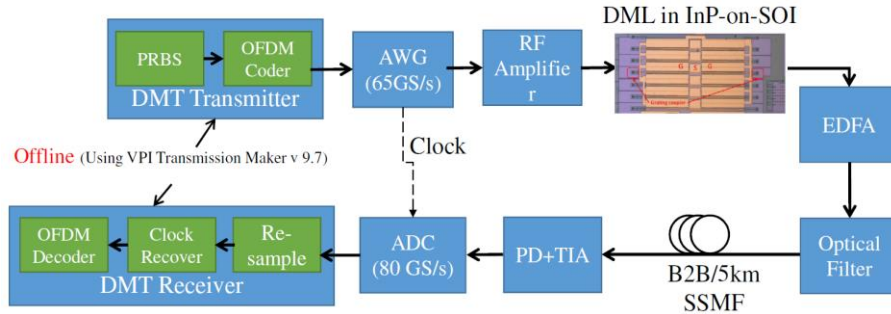 DML in InP-on-SOI
PRBS
OFDM
Coder
DMT Transmitter
AWG
(65GS/s)
RF
Amplifie
r
G S G
Grating coupler
EDFA
Offline (Using VPI Transmission Maker v 9.7)
Clock
OFDM
Decoder
Clock
Recover
Re-
sample
DMT Receiver
ADC
(80 GS/s)
PD+TIA
B2B/5km
SSMF
Optical
Filter